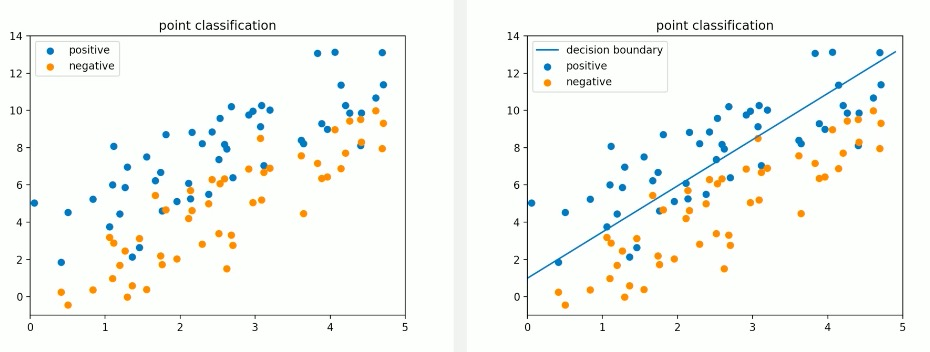 point classification
positive
negative
14
12
10
8
6
4
2
0
0 1 2 3 4 5
point classification
decision boundary
positive
negative
14
12
10
8
6
4
2
0
0 1 2 3 4 5